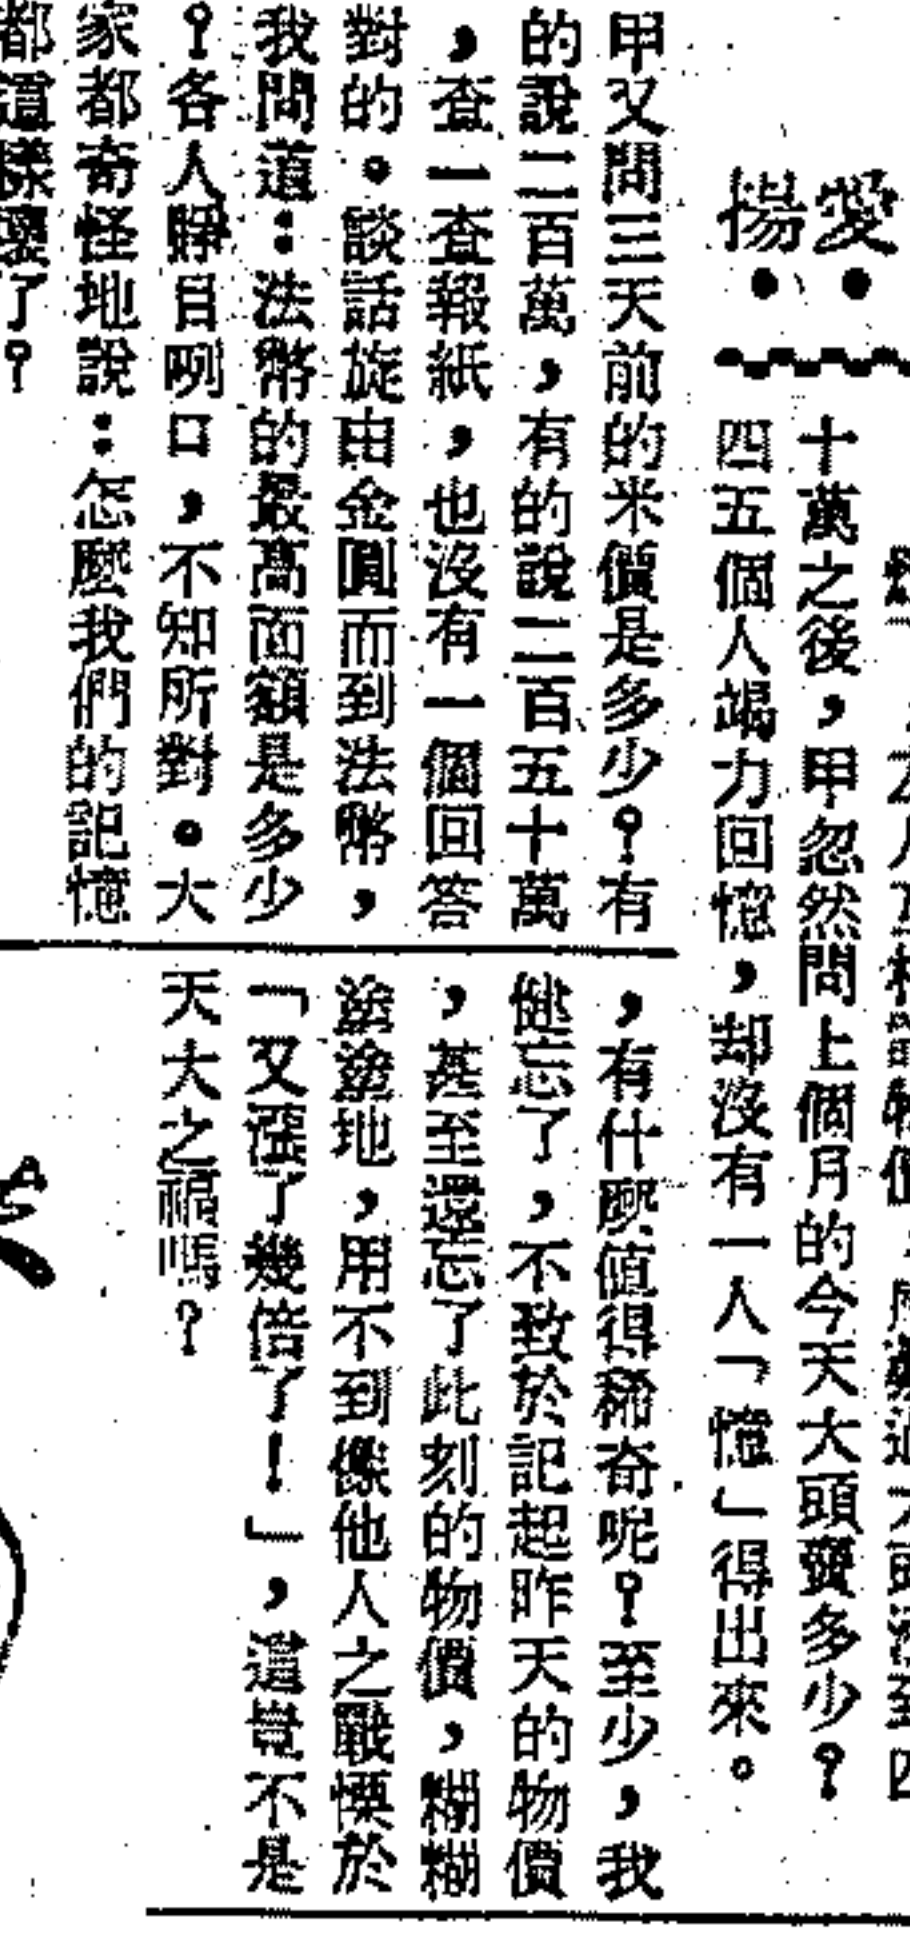 愛
揚
十萬之後，甲忽然問上個月的今天大頭賣多少？
四五個人竭力回憶，却沒有一人「憶」得出來。
甲又問三天前的米價是多少？有
的說二百萬，有的說二百五十萬
，查一查報紙，也沒有一個回答
對的。談話旋由金圓而到法幣，
我問道：法幣的最高面額是多少
？各人睜目咧口，不知所對。大
家都奇怪地說：怎麼我們的記憶
都這樣壞了？
，有什麽值得稀奇呢？至少，我
健忘了，不致於記起昨天的物價
，甚至還忘了此刻的物價，糊糊
塗塗地，用不到像他人之戰慄於
「又漲了幾倍了！」，這豈不是
天大之福嗎？